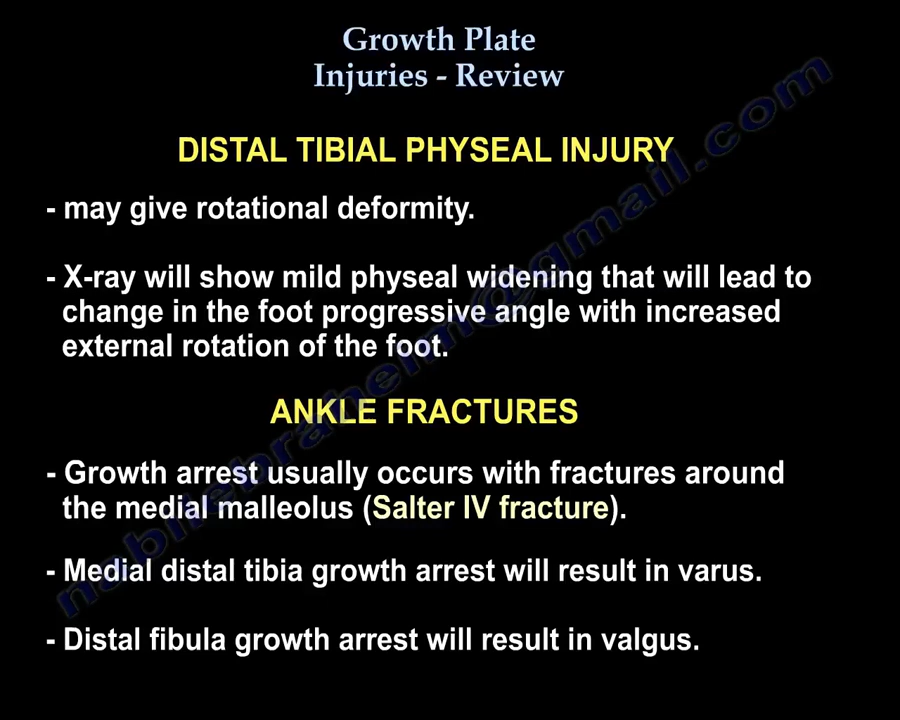 Growth Plate
Injuries - Review
DISTAL TIBIAL PHYSEAL INJURY
- may give rotational deformity.
- X-ray will show mild physeal widening that will lead to
change in the foot progressive angle with increased
external rotation of the foot.
ANKLE FRACTURES
- Growth arrest usually occurs with fractures around
the medial malleolus (Salter IV fracture).
- Medial distal tibia growth arrest will result in varus.
- Distal fibula growth arrest will result in valgus.
nabilebraheim@gmail.com